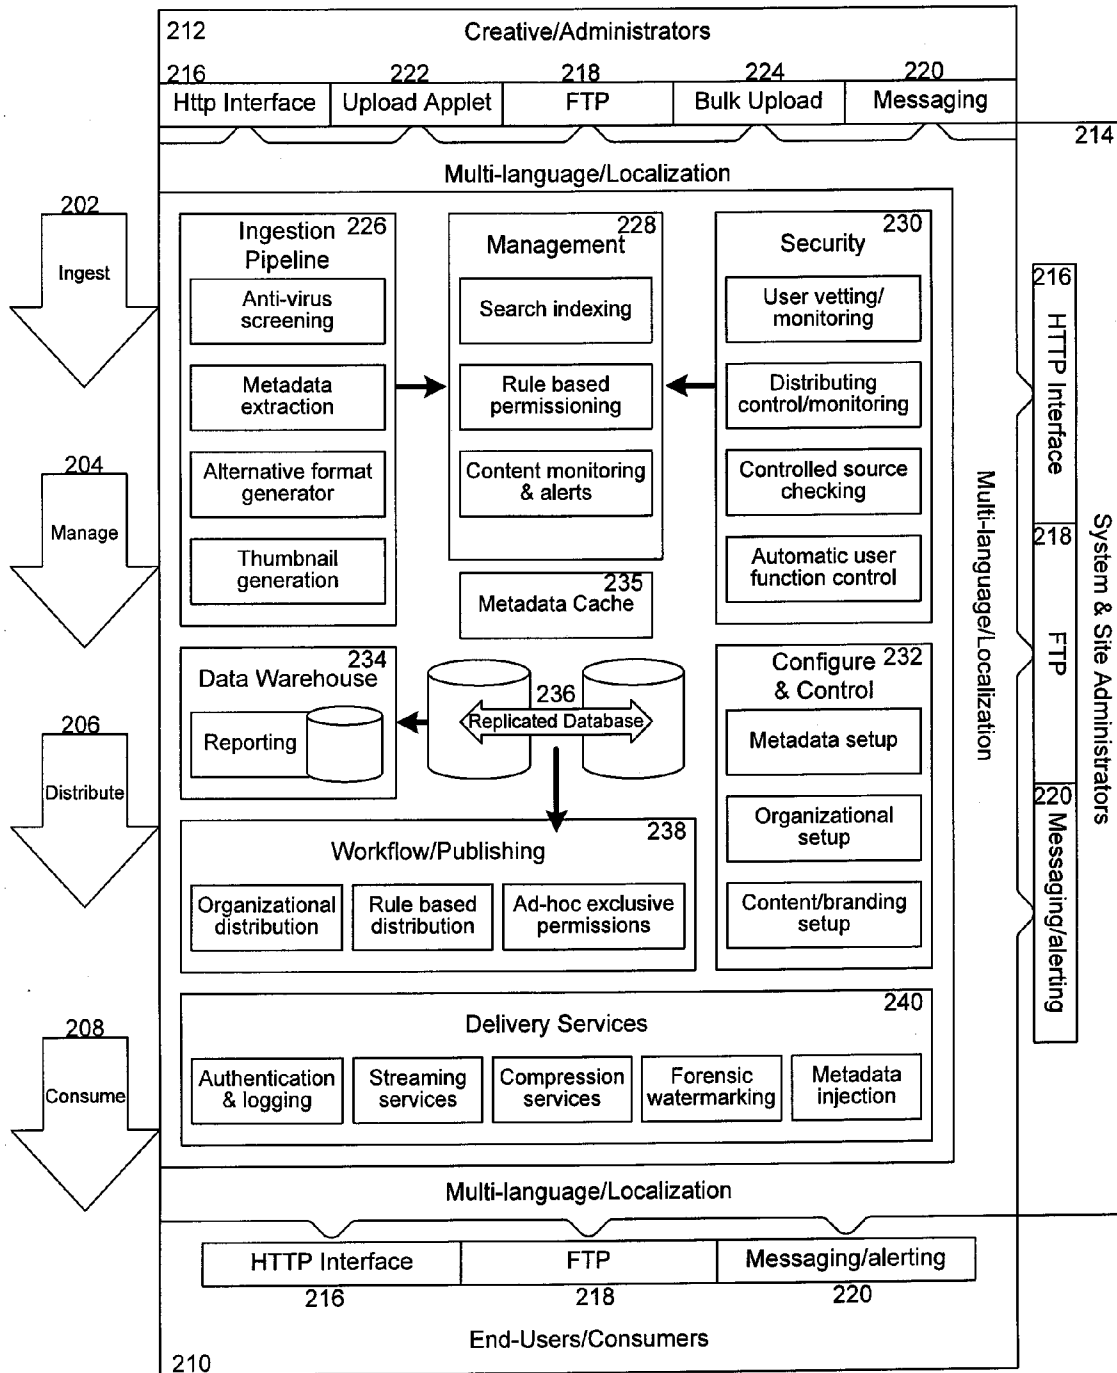 212
Creative/Administrators
216
222
218
224
220
Http Interface
Upload Applet
FTP
Bulk Upload
Messaging
214
Multi-language/Localization
202
Ingest
226
Ingestion
Pipeline
Anti-virus
screening
Metadada
extraction
Alternative format
generator
Thumbnail
generation
228
Management
Search indexing
Rule based
permissioning
Content monitoring
& alerts
230
Security
User vetting/
monitoring
Distributing
control/monitoring
Controlled source
checking
Automatic user
function control
216
HTTP Interface
218
FTP
220
Messaging/alerting
System & Site Administrators
Multi-language/Localization
204
Manage
235
Metadata Cache
234
Data Warehouse
Reporting
236
Replicated Database
232
Configure
& Control
Metadata setup
Organizational
setup
Content/branding
setup
206
Distribute
238
Workflow/Publishing
Organizational
distribution
Rule based
distribution
Ad-hoc exclusive
permissions
208
Consume
240
Delivery Services
Authentication
& logging
Streaming
services
Compression
services
Forensic
watermarking
Metadata
injection
Multi-language/Localization
HTTP Interface
FTP
Messaging/alerting
216
218
220
End-Users/Consumers
210